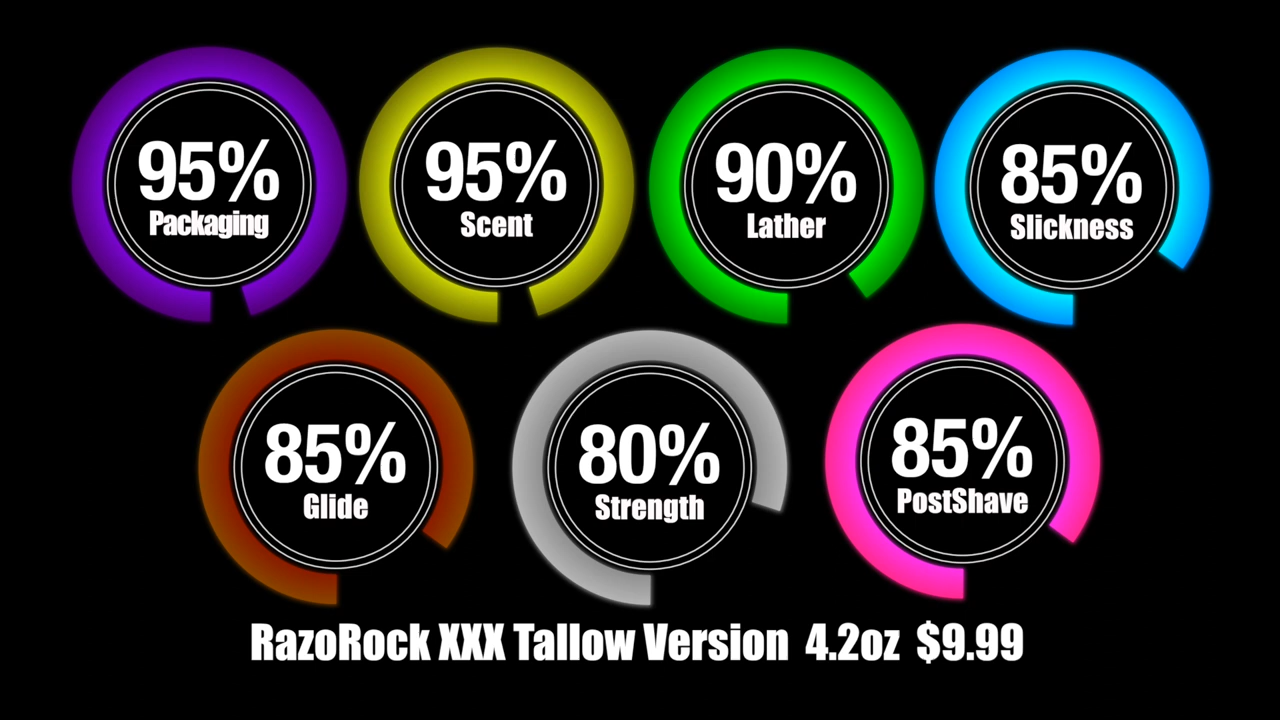 95%
Packaging
95%
Scent
90%
Lather
85%
Slickness
85%
Glide
80%
Strength
85%
PostShave
RazoRock XXX Tallow Version 4.2oz $9.99